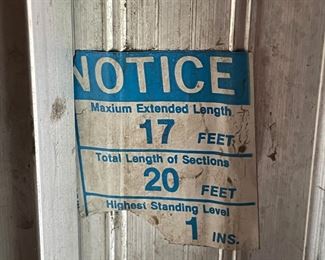 NOTICE
Maxium Extended Length
17 FEET
Total Length of Sections
20 FEET
Highest Standing Level
1 INS.